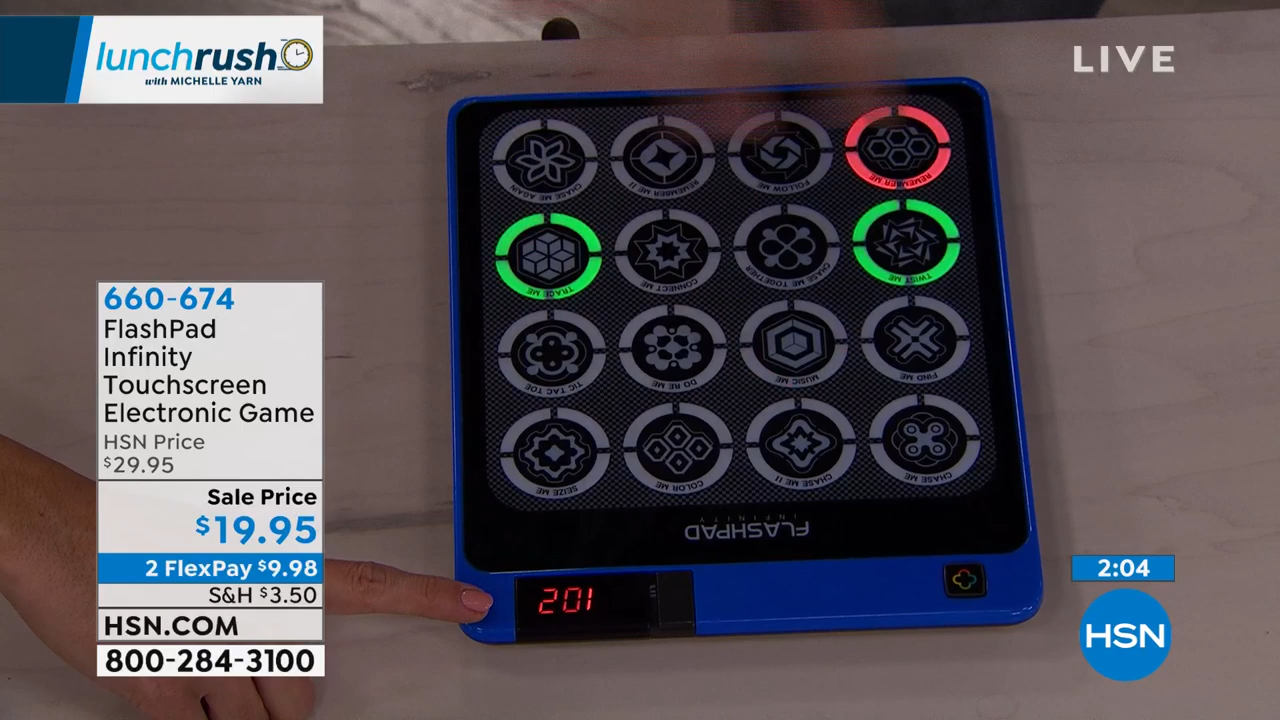 lunchrush
with MICHELLE YARN
LIVE
660-674
FlashPad
Infinity
Touchscreen
Electronic Game
HSN Price
$29.95
Sale Price
$19.95
2 FlexPay $9.98
S&H $3.50
HSN.COM
800-284-3100
CHASE ME AGAIN
REMEMBER ME II
FOLLOW ME
REMEMBER ME
TRACE ME
CONNECT ME
CHASE ME TOGETHER
TWIST ME
TIC TAC TOE
DO RE ME
MUSIC ME
FIND ME
SEIZE ME
COLOR ME
CHASE ME II
CHASE ME
FLASHPAD
INFINITY
201
2:04
HSN